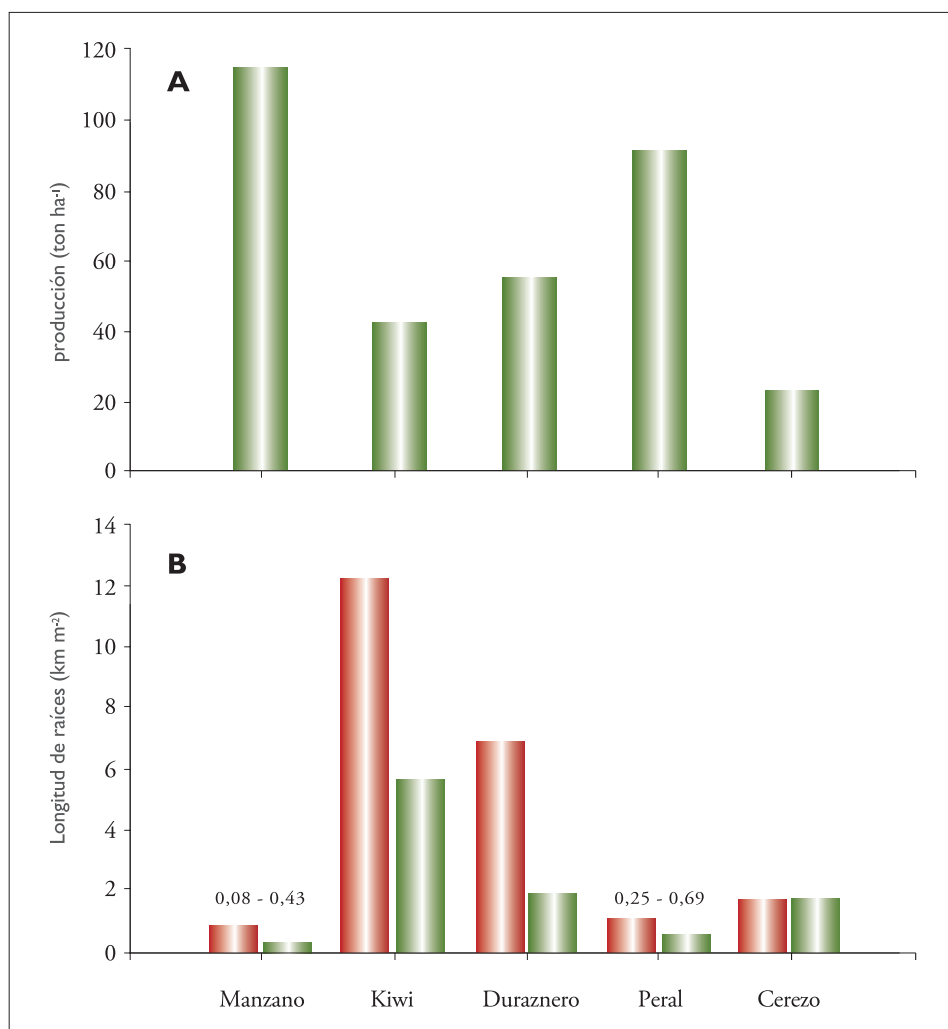 A
producción (ton ha-1)
120
100
80
60
40
20
0
B
Longitud de raíces (km m-2)
14
12
10
8
6
4
2
0
0,08 - 0,43
0,25 - 0,69
Manzano Kiwi Duraznero Peral Cerezo